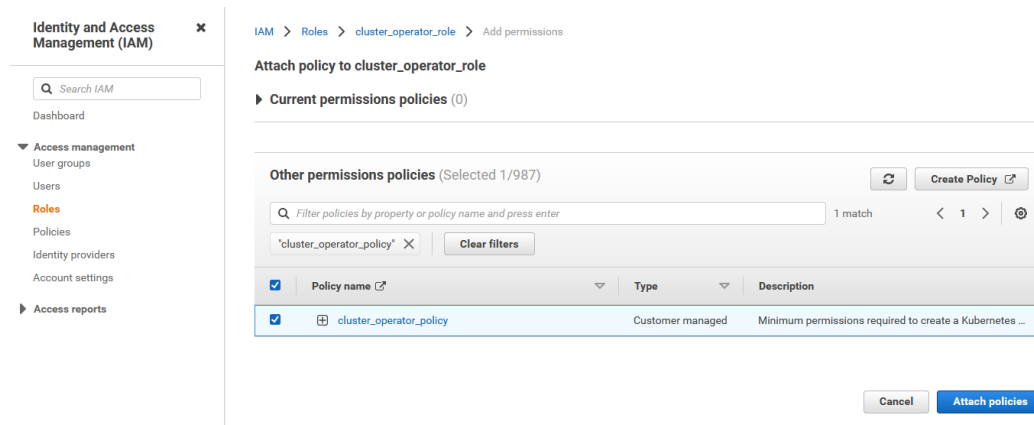 Identity and Access
Management (IAM)
Search IAM
Dashboard
Access management
User groups
Users
Roles
Policies
Identity providers
Account settings
Access reports
IAM > Roles > cluster_operator_role > Add permissions
Attach policy to cluster_operator_role
Current permissions policies (0)
Other permissions policies (Selected 1/987)
Create Policy
Filter policies by property or policy name and press enter
1 match
< 1 >
"cluster_operator_policy"
Clear filters
Policy name Type Description
cluster_operator_policy Customer managed Minimum permissions required to create a Kubernetes ...
Cancel Attach policies